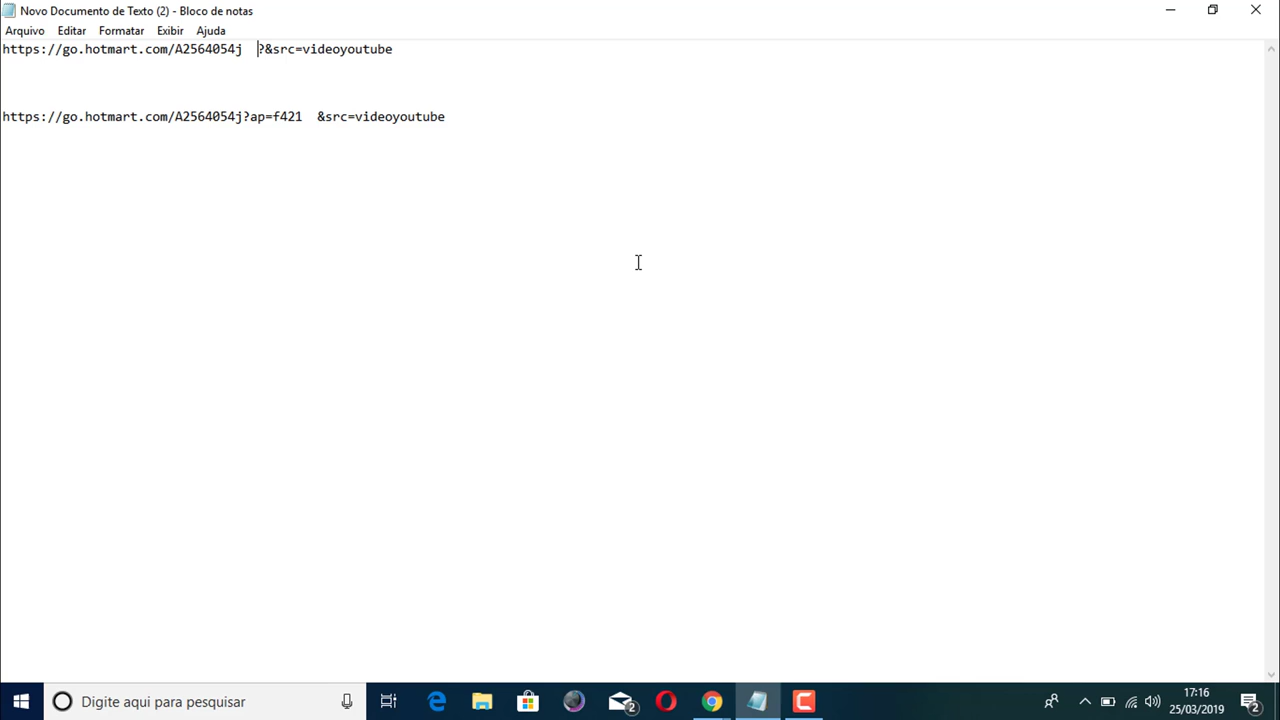 Novo Documento de Texto (2) - Bloco de notas
Arquivo Editar Formatar Exibir Ajuda
https://go.hotmart.com/A2564054j  ?&src=videoyoutube
https://go.hotmart.com/A2564054j?ap=f421  &src=videoyoutube
Digite aqui para pesquisar
2
17:16
25/03/2019
2